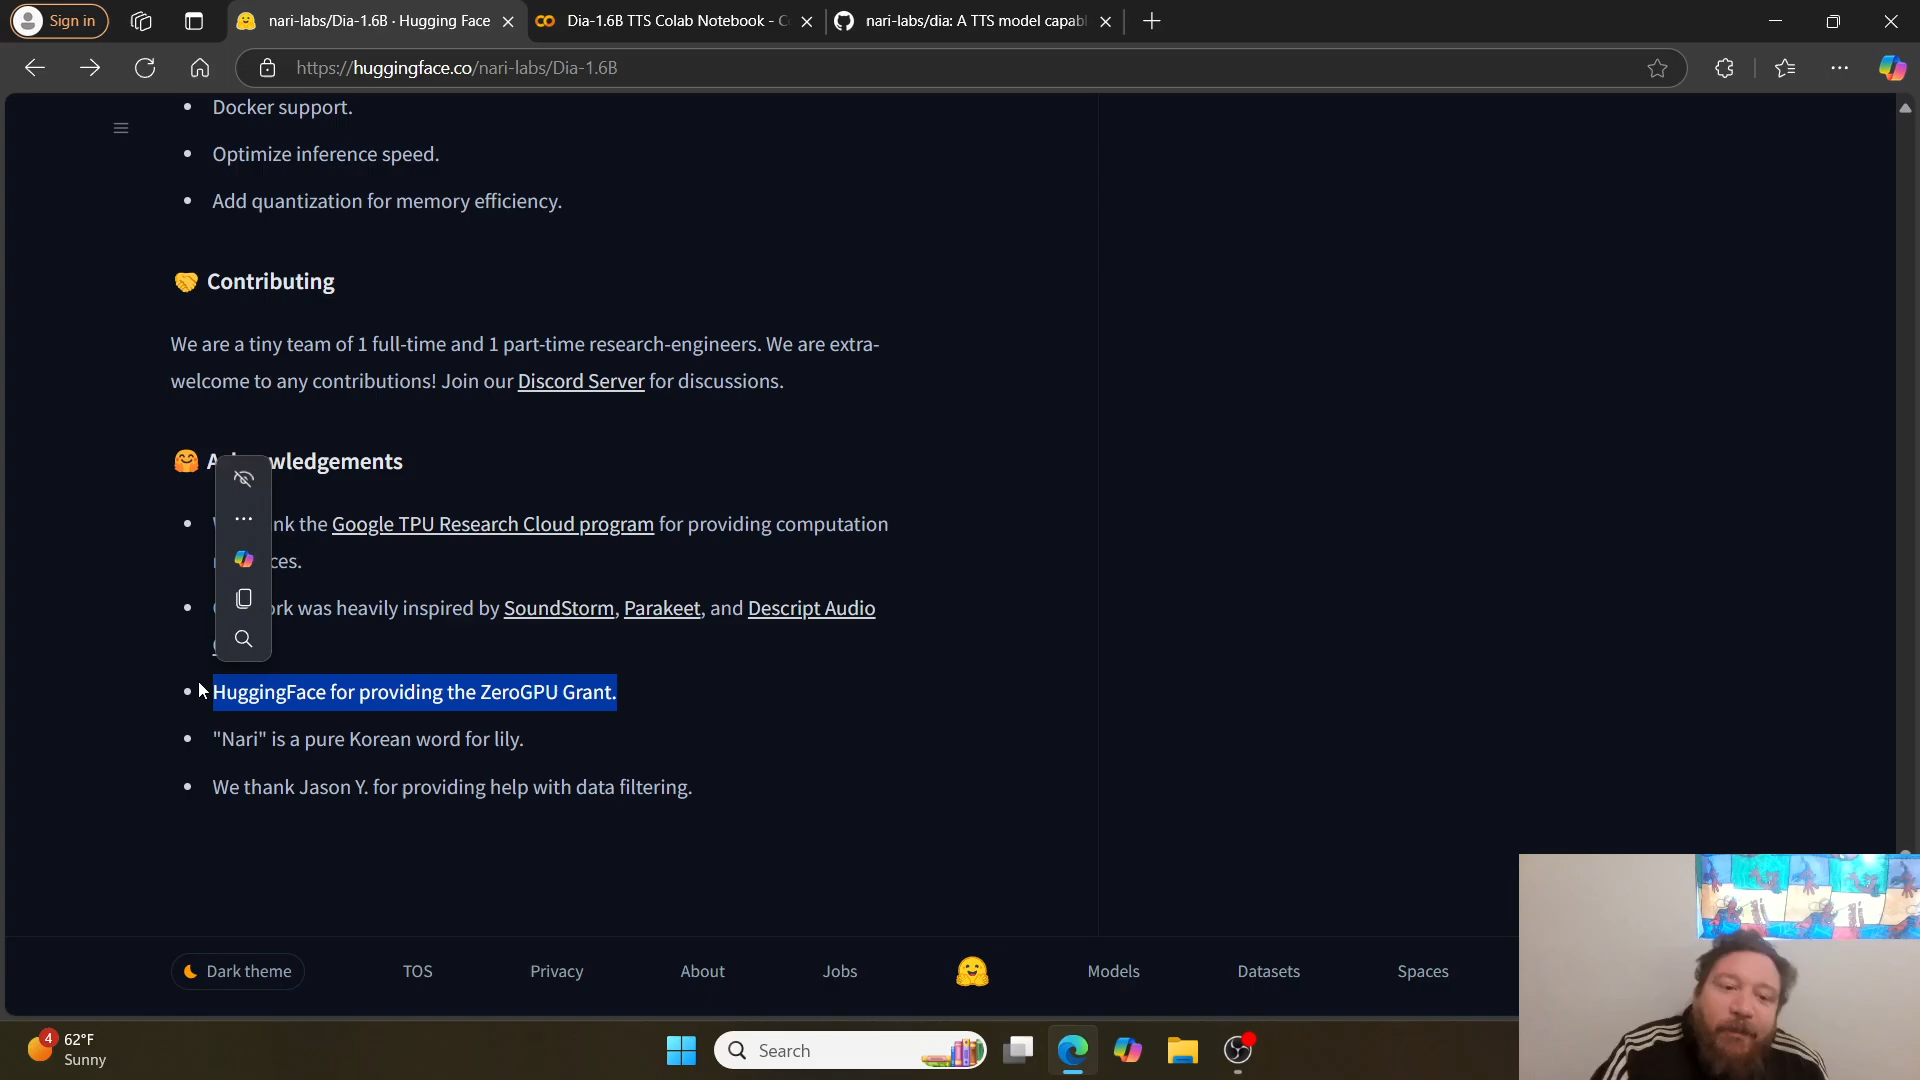 Sign in
nari-labs/Dia-1.6B · Hugging Face
Dia-1.6B TTS Colab Notebook - C
nari-labs/dia: A TTS model capabl
https://huggingface.co/nari-labs/Dia-1.6B
Docker support.
Optimize inference speed.
Add quantization for memory efficiency.
Contributing
We are a tiny team of 1 full-time and 1 part-time research-engineers. We are extra-
welcome to any contributions! Join our Discord Server for discussions.
wledgements
nk the Google TPU Research Cloud program for providing computation
ces.
rk was heavily inspired by SoundStorm, Parakeet, and Descript Audio
HuggingFace for providing the ZeroGPU Grant.
"Nari" is a pure Korean word for lily.
We thank Jason Y. for providing help with data filtering.
Dark theme TOS Privacy About Jobs Models Datasets Spaces
4
62°F
Sunny
Search